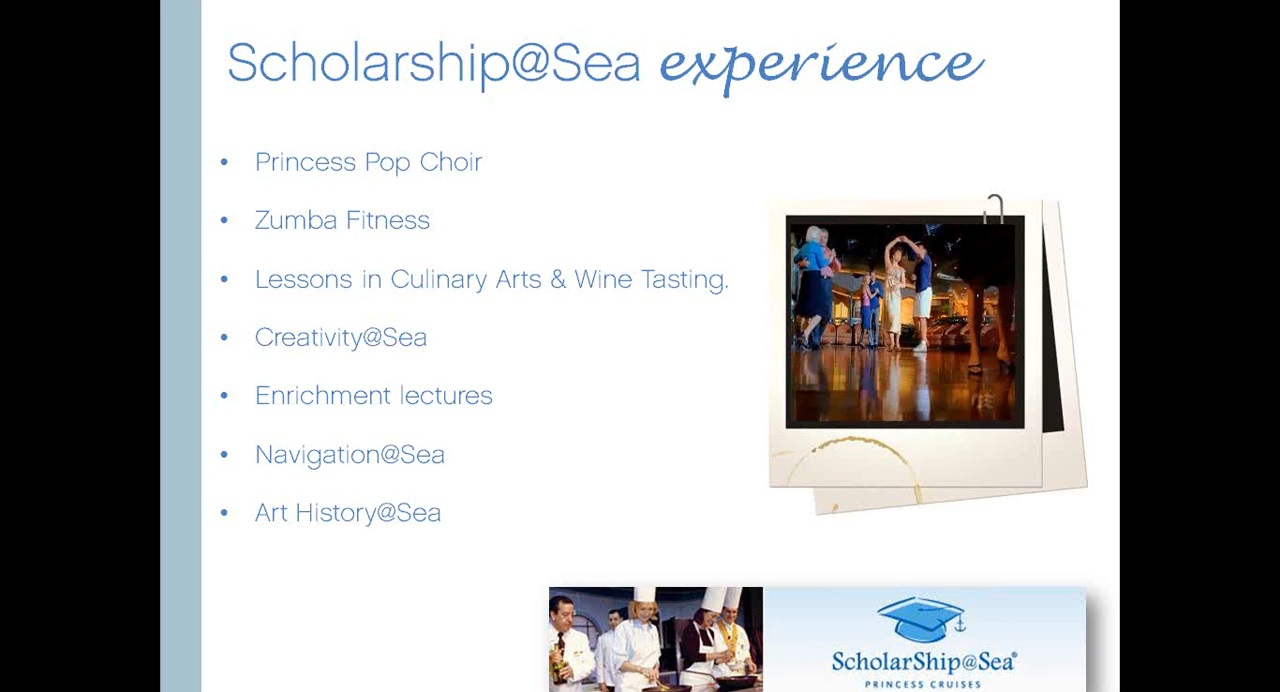 Scholarship@Sea experience
• Princess Pop Choir
• Zumba Fitness
• Lessons in Culinary Arts & Wine Tasting.
• Creativity@Sea
• Enrichment lectures
• Navigation@Sea
• Art History@Sea
ScholarShip@Sea®
PRINCESS CRUISES